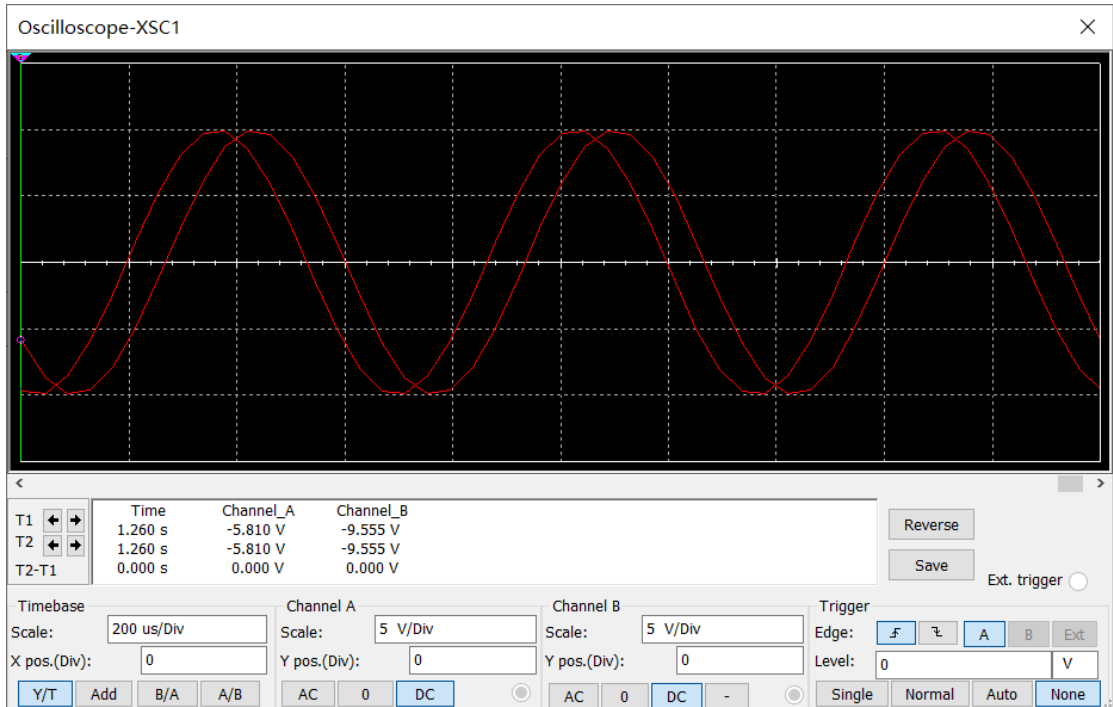 Oscilloscope-XSC1
Time Channel_A Channel_B
T1 1.260 s -5.810 V -9.555 V
T2 1.260 s -5.810 V -9.555 V
T2-T1 0.000 s 0.000 V 0.000 V
Reverse
Save
Ext. trigger
Timebase
Scale: 200 us/Div
X pos.(Div): 0
Y/T Add B/A A/B
Channel A
Scale: 5 V/Div
Y pos.(Div): 0
AC 0 DC
Channel B
Scale: 5 V/Div
Y pos.(Div): 0
AC 0 DC -
Trigger
Edge: A B Ext
Level: 0 V
Single Normal Auto None